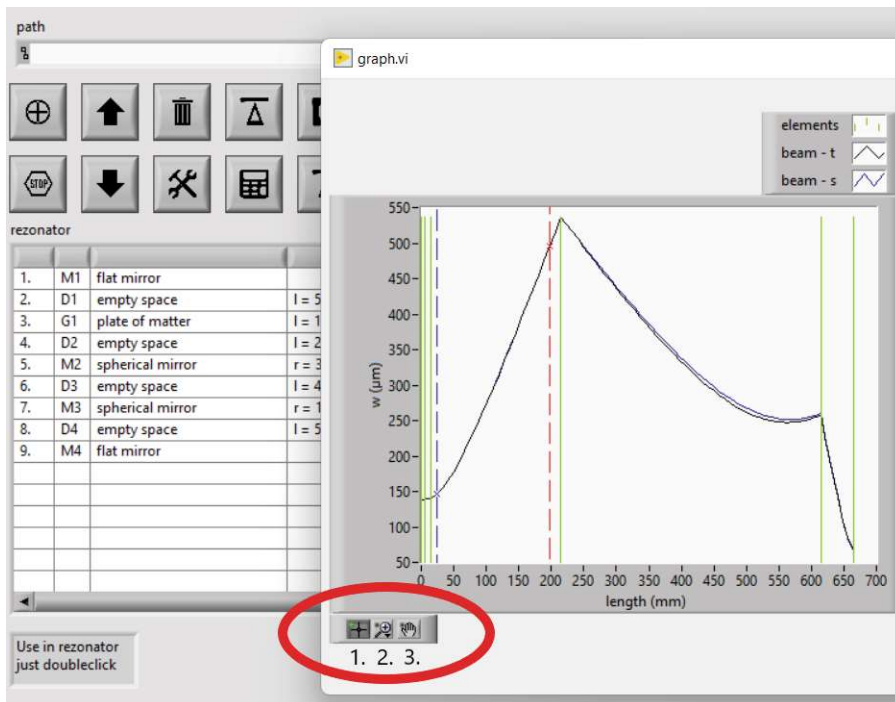 path
graph.vi
STOP
elements
beam - t
beam - s
rezonator
1. M1 flat mirror
2. D1 empty space l = 5
3. G1 plate of matter l = 1
4. D2 empty space l = 2
5. M2 spherical mirror r = 3
6. D3 empty space l = 4
7. M3 spherical mirror r = 1
8. D4 empty space l = 5
9. M4 flat mirror
550
500
450
400
350
300
250
200
150
100
50
w (µm)
0 50 100 150 200 250 300 350 400 450 500 550 600 650 700
length (mm)
1. 2. 3.
Use in rezonator
just doubleclick